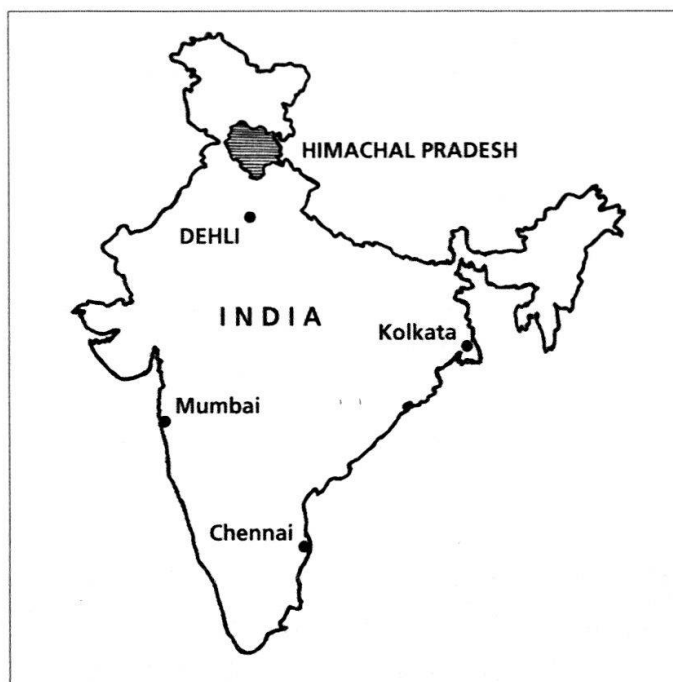 HIMACHAL PRADESH
DEHLI
INDIA
Kolkata
Mumbai
Chennai